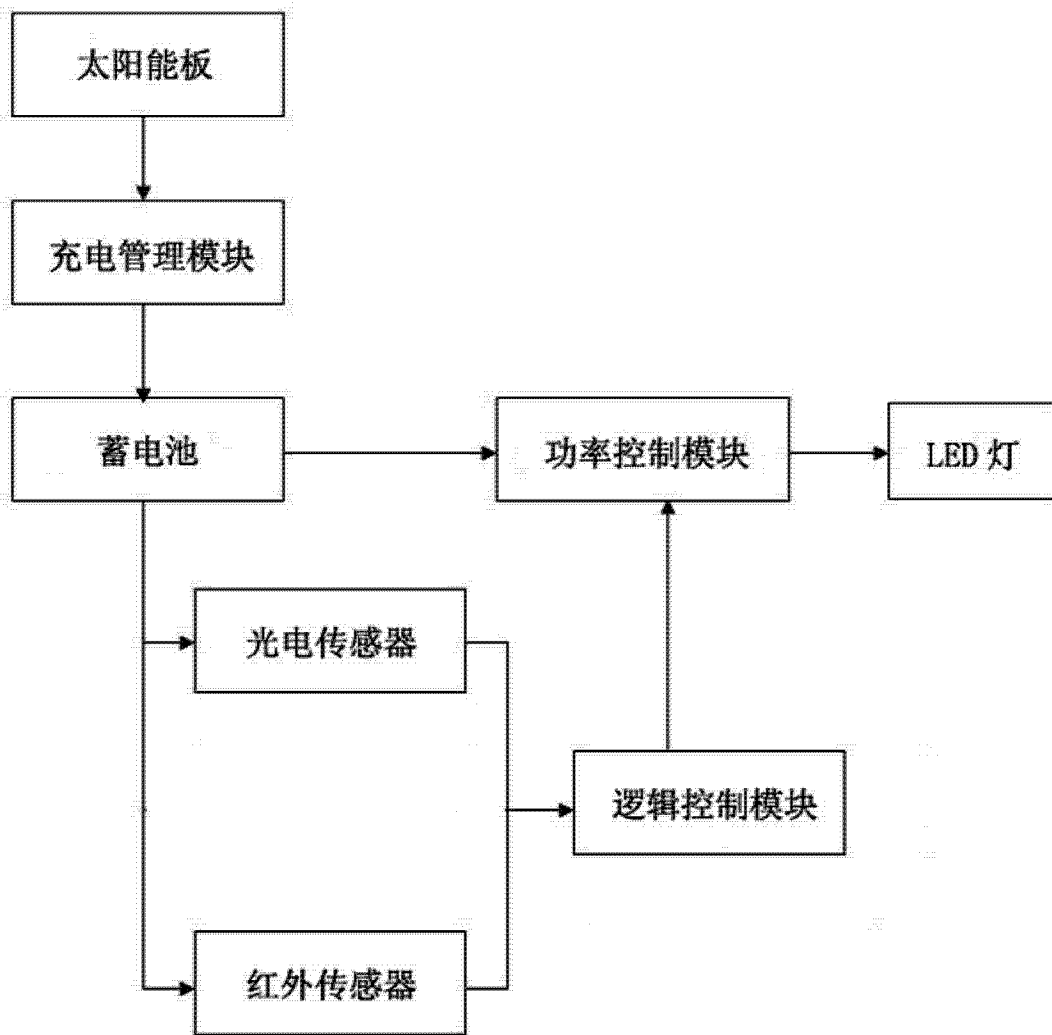 太阳能板
充电管理模块
蓄电池
功率控制模块
LED 灯
光电传感器
逻辑控制模块
红外传感器